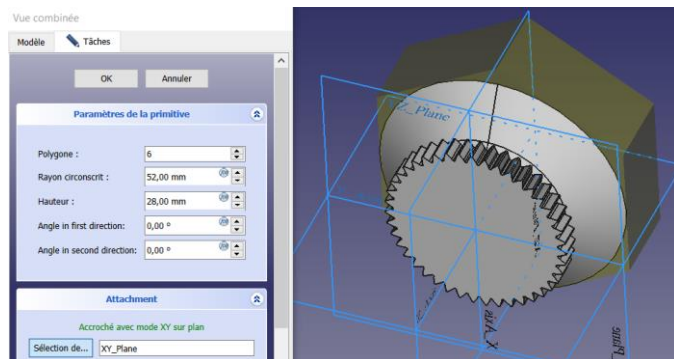 Vue combinée
Modèle
Tâches
OK
Annuler
Paramètres de la primitive
Polygone :
6
Rayon circonscrit :
52,00 mm
Hauteur :
28,00 mm
Angle in first direction:
0,00 °
Angle in second direction:
0,00 °
Attachment
Accroché avec mode XY sur plan
Sélection de...
XY_Plane